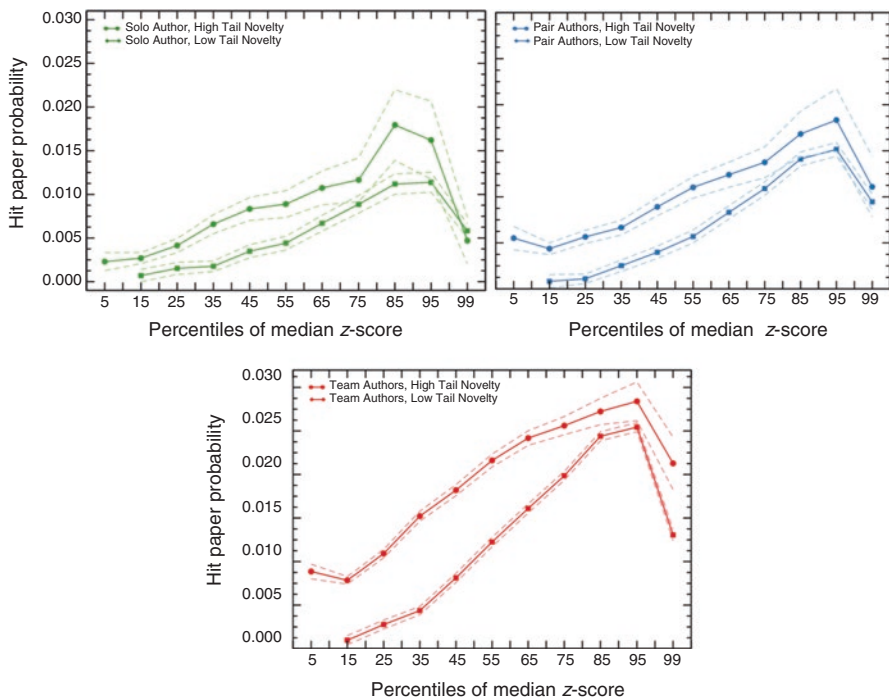 0.030
0.025
0.020
0.015
0.010
0.005
0.000
Hit paper probability
Solo Author, High Tail Novelty
Solo Author, Low Tail Novelty
5 15 25 35 45 55 65 75 85 95 99
Percentiles of median z-score
Pair Authors, High Tail Novelty
Pair Authors, Low Tail Novelty
5 15 25 35 45 55 65 75 85 95 99
Percentiles of median z-score
0.030
0.025
0.020
0.015
0.010
0.005
0.000
Hit paper probability
Team Authors, High Tail Novelty
Team Authors, Low Tail Novelty
5 15 25 35 45 55 65 75 85 95 99
Percentiles of median z-score